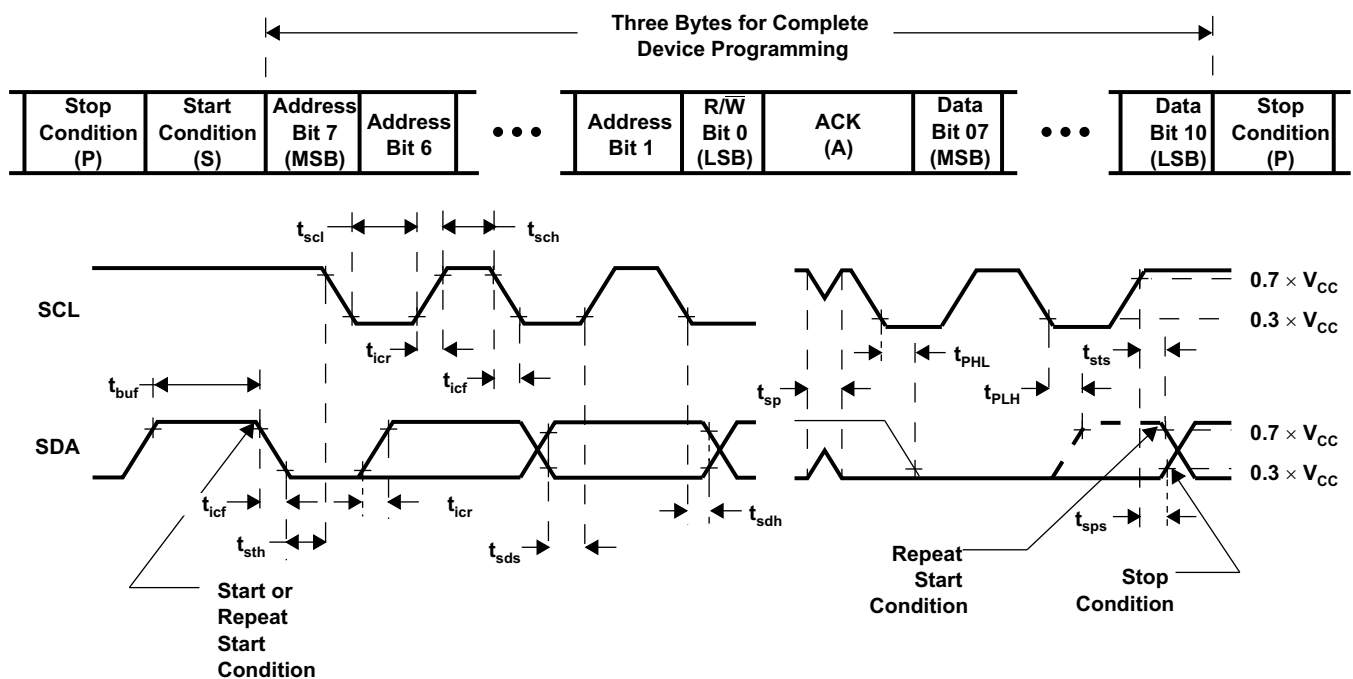 Three Bytes for Complete
Device Programming
Stop
Condition
(P)
Start
Condition
(S)
Address
Bit 7
(MSB)
Address
Bit 6
• • •
Address
Bit 1
R/W̅
Bit 0
(LSB)
ACK
(A)
Data
Bit 07
(MSB)
• • •
Data
Bit 10
(LSB)
Stop
Condition
(P)
tscl
tsch
SCL
0.7 × VCC
0.3 × VCC
ticr
ticf
tPHL
tsts
tbuf
tsp
tPLH
SDA
0.7 × VCC
0.3 × VCC
ticf
ticr
tsdh
tsth
tsds
tsps
Start or
Repeat
Start
Condition
Repeat
Start
Condition
Stop
Condition